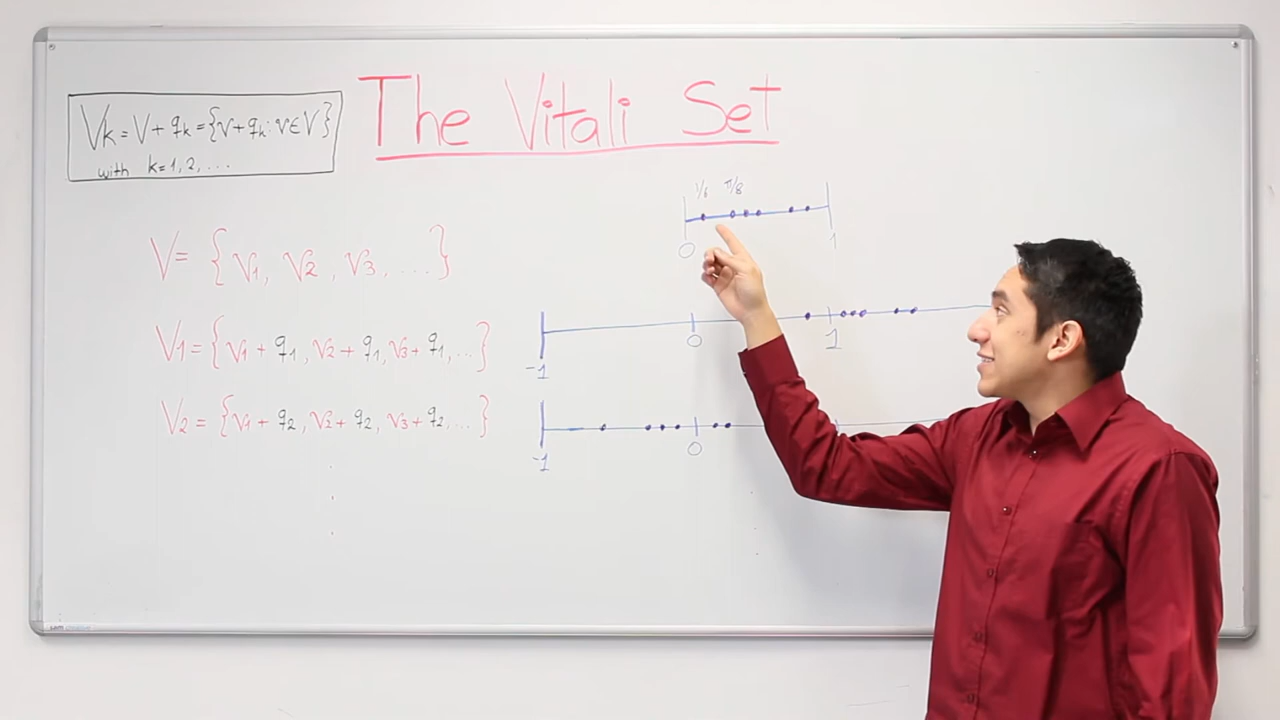 The Vitali Set
Vk = V + qk = {v + qk : v ∈ V}
with k = 1, 2, ...
1/6 π/8
0 1
V = {v1, v2, v3, ...}
V1 = {v1 + q1, v2 + q1, v3 + q1, ...}
-1 0 1
V2 = {v1 + q2, v2 + q2, v3 + q2, ...}
-1 0